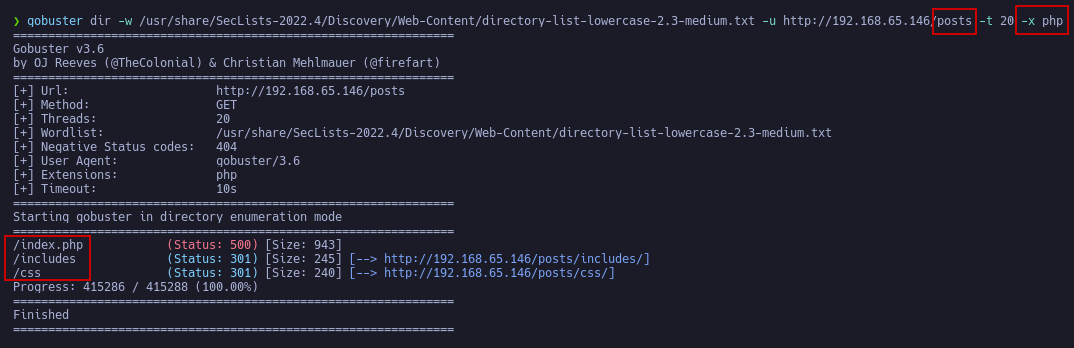 ❯ gobuster dir -w /usr/share/SecLists-2022.4/Discovery/Web-Content/directory-list-lowercase-2.3-medium.txt -u http://192.168.65.146/posts -t 20 -x php
===============================================================
Gobuster v3.6
by OJ Reeves (@TheColonial) & Christian Mehlmauer (@firefart)
===============================================================
[+] Url:                     http://192.168.65.146/posts
[+] Method:                  GET
[+] Threads:                 20
[+] Wordlist:                /usr/share/SecLists-2022.4/Discovery/Web-Content/directory-list-lowercase-2.3-medium.txt
[+] Negative Status codes:   404
[+] User Agent:              gobuster/3.6
[+] Extensions:              php
[+] Timeout:                 10s
===============================================================
Starting gobuster in directory enumeration mode
===============================================================
/index.php            (Status: 500) [Size: 943]
/includes             (Status: 301) [Size: 245] [--> http://192.168.65.146/posts/includes/]
/css                  (Status: 301) [Size: 240] [--> http://192.168.65.146/posts/css/]
Progress: 415286 / 415288 (100.00%)
===============================================================
Finished
===============================================================